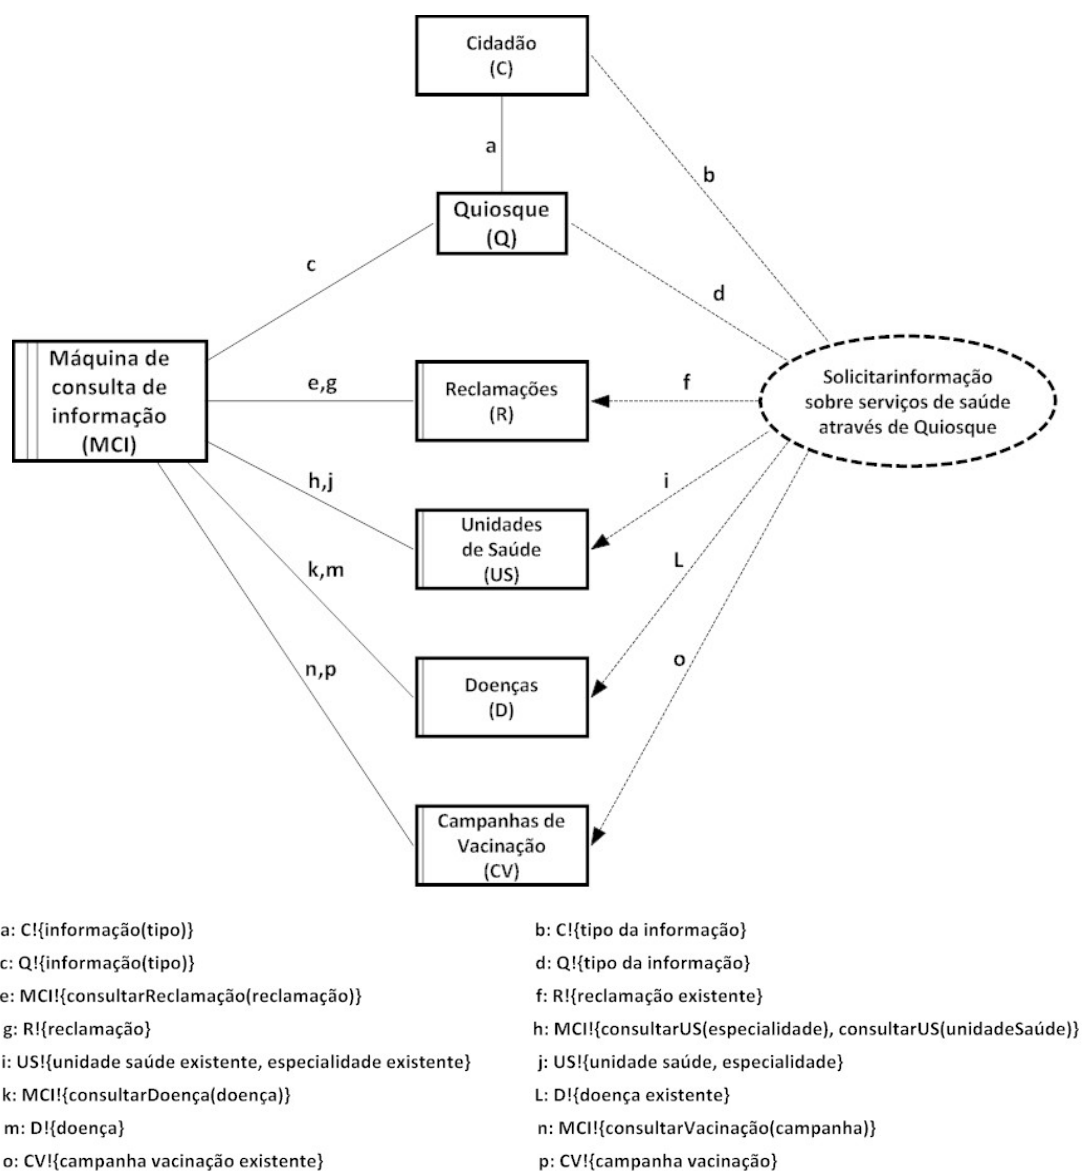 Cidadão
(C)
a
b
Quiosque
(Q)
c
d
Máquina de
consulta de
informação
(MCI)
e,g
Reclamações
(R)
f
Solicitarinformação
sobre serviços de saúde
através de Quiosque
h,j
i
Unidades
de Saúde
(US)
k,m
L
Doenças
(D)
n,p
o
Campanhas de
Vacinação
(CV)
a: C!{informação(tipo)}
b: C!{tipo da informação}
c: Q!{informação(tipo)}
d: Q!{tipo da informação}
e: MCI!{consultarReclamação(reclamação)}
f: R!{reclamação existente}
g: R!{reclamação}
h: MCI!{consultarUS(especialidade), consultarUS(unidadeSaúde)}
i: US!{unidade saúde existente, especialidade existente}
j: US!{unidade saúde, especialidade}
k: MCI!{consultarDoença(doença)}
L: D!{doença existente}
m: D!{doença}
n: MCI!{consultarVacinação(campanha)}
o: CV!{campanha vacinação existente}
p: CV!{campanha vacinação}